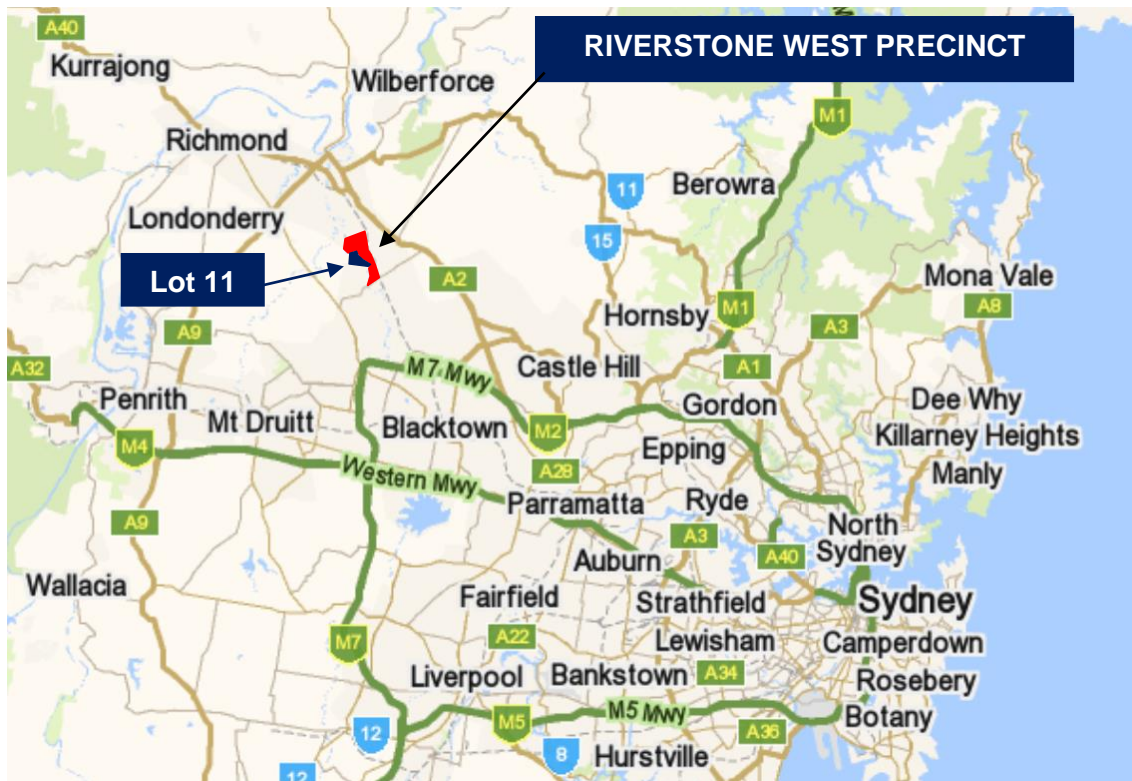 A40
RIVERSTONE WEST PRECINCT
Kurrajong
Wilberforce
M1
Richmond
11
Berowra
Londonderry
15
Lot 11
A2
Mona Vale
A8
M1
Hornsby
A3
A9
A32
M7 Mwy
Castle Hill
A1
Penrith
Gordon
Dee Why
Mt Druitt
Blacktown
M2
Killarney Heights
M4
Epping
Western Mwy
A28
Manly
Parramatta
Ryde
A9
North
Sydney
A3
A40
Auburn
Wallacia
Fairfield
Strathfield
Sydney
M7
A22
Lewisham
Camperdown
Liverpool
Bankstown
A34
Rosebery
M5
M5 Mwy
Botany
12
A36
8
Hurstville
12